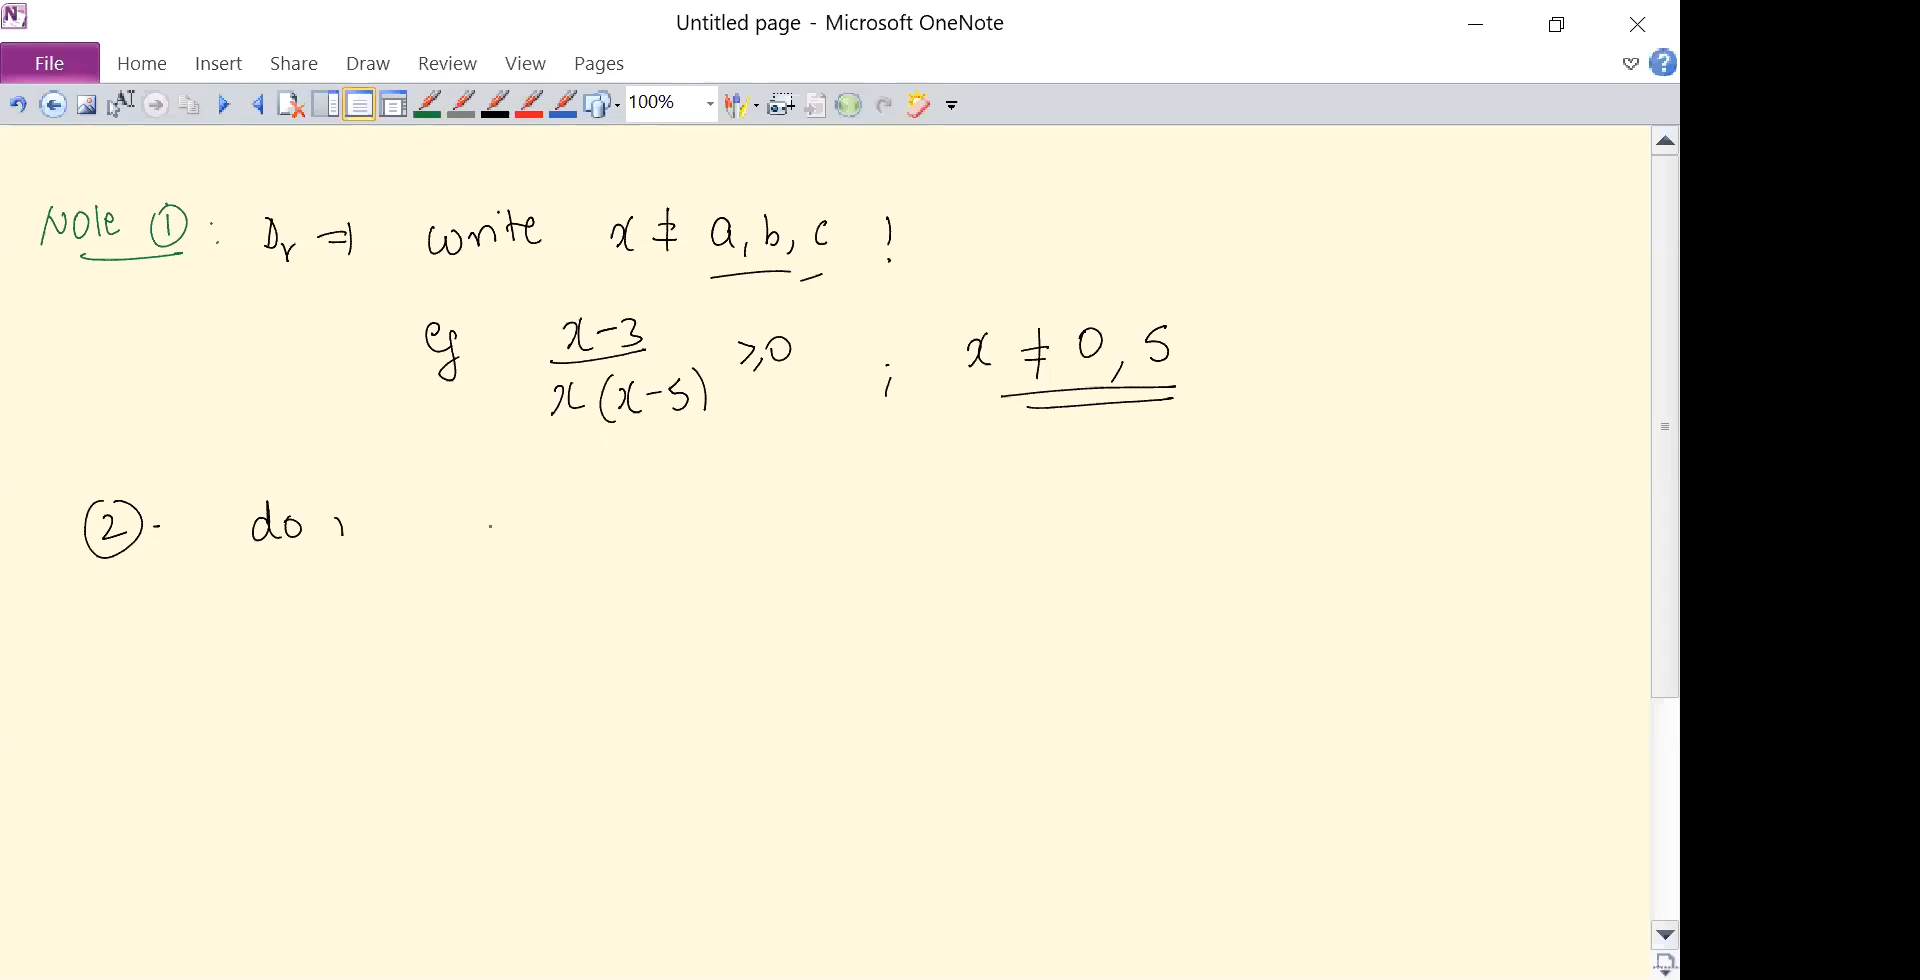 Untitled page - Microsoft OneNote
File Home Insert Share Draw Review View Pages
100%
Note ① : Dr ⇒ write x ≠ a, b, c !
eg x-3 / x(x-5) ≥0 ; x ≠ 0, 5
②. do